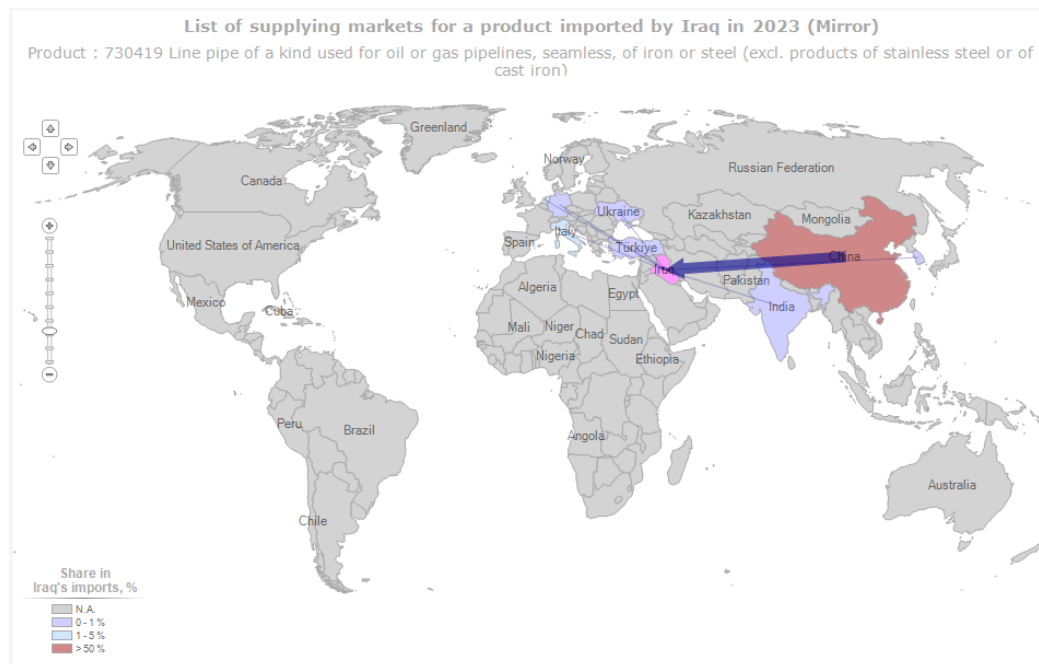 List of supplying markets for a product imported by Iraq in 2023 (Mirror)
Product : 730419 Line pipe of a kind used for oil or gas pipelines, seamless, of iron or steel (excl. products of stainless steel or of
cast iron)
Greenland
Norway
Russian Federation
Canada
Ukraine
Kazakhstan
Mongolia
Italy
United States of America
Spain
Türkiye
China
Iraq
Pakistan
Algeria
Egypt
India
Mexico
Cuba
Mali
Niger
Chad
Sudan
Nigeria
Ethiopia
Peru
Brazil
Angola
Australia
Chile
Share in
Iraq's imports, %
N.A.
0 - 1 %
1 - 5 %
> 50 %